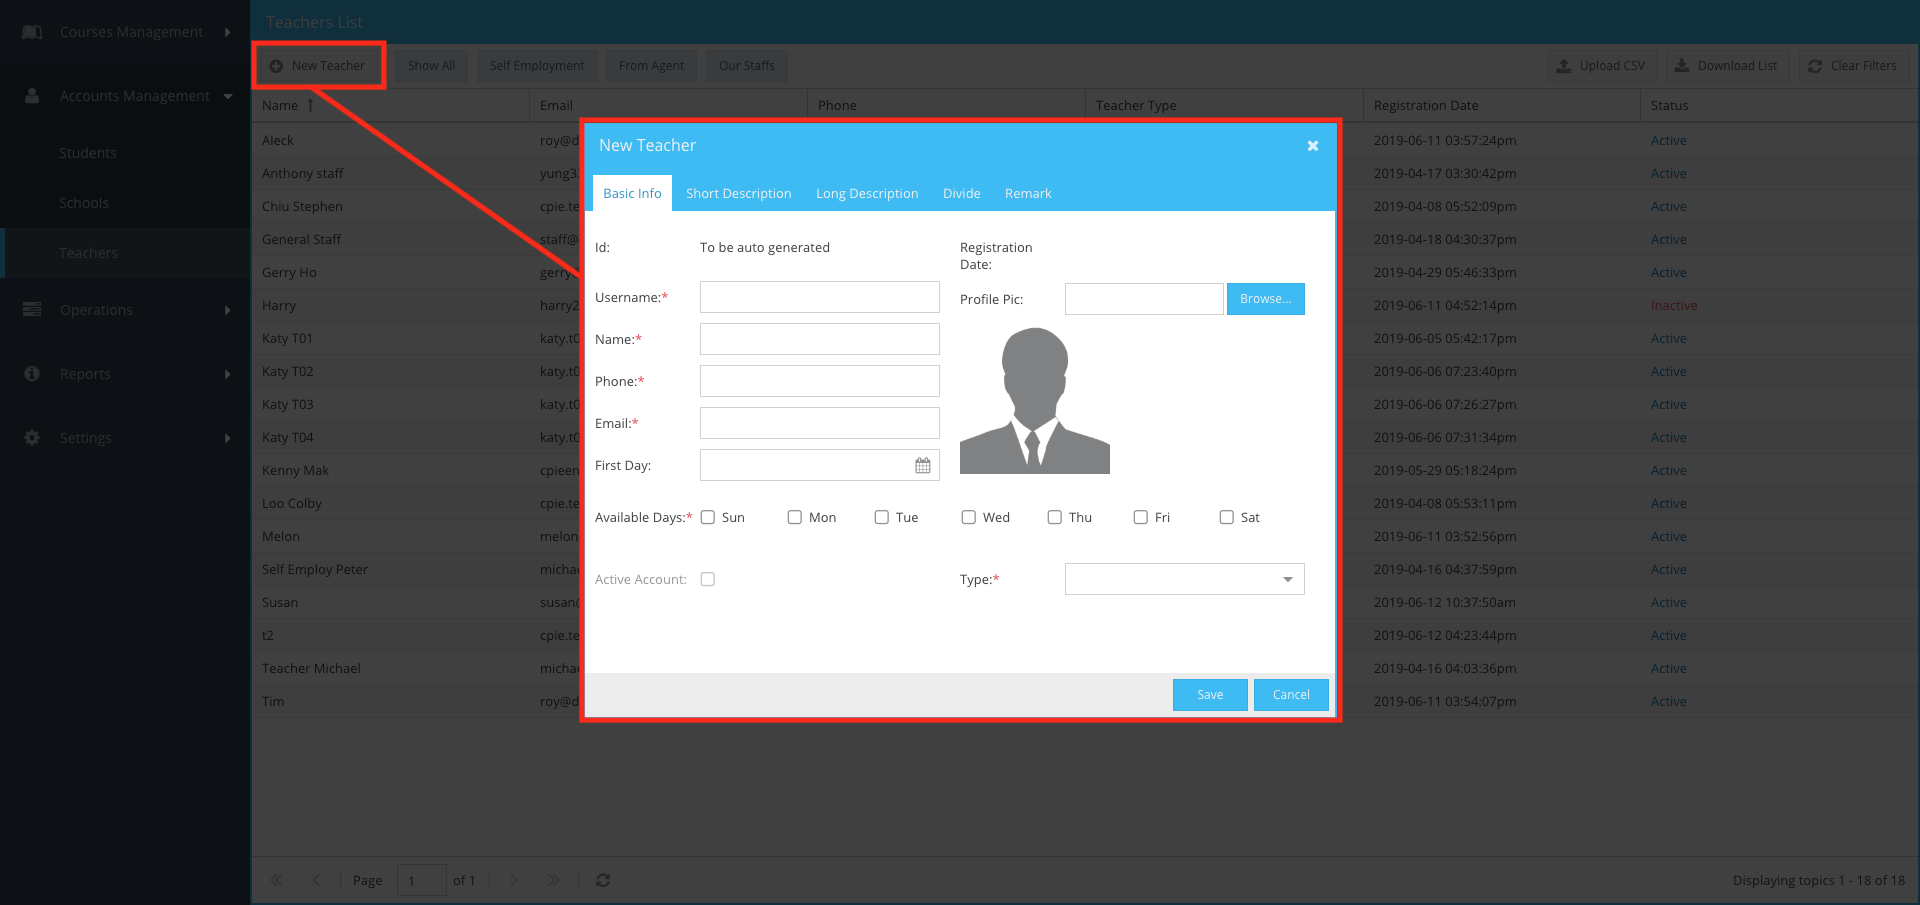 Courses Management
Accounts Management
Students
Schools
Teachers
Operations
Reports
Settings
Teachers List
New Teacher Show All Self Employment From Agent Our Staffs Upload CSV Download List Clear Filters
Name Email Phone Teacher Type Registration Date Status
Aleck roy@d 2019-06-11 03:57:24pm Active
Anthony staff yung3 2019-04-17 03:30:42pm Active
Chiu Stephen cpie.te 2019-04-08 05:52:09pm Active
General Staff staff@ 2019-04-18 04:30:37pm Active
Gerry Ho gerry 2019-04-29 05:46:33pm Active
Harry harry2 2019-06-11 04:52:14pm Inactive
Katy T01 katy.t0 2019-06-05 05:42:17pm Active
Katy T02 katy.t0 2019-06-06 07:23:40pm Active
Katy T03 katy.t0 2019-06-06 07:26:27pm Active
Katy T04 katy.t0 2019-06-06 07:31:34pm Active
Kenny Mak cpieen 2019-05-29 05:18:24pm Active
Loo Colby cpie.te 2019-04-08 05:53:11pm Active
Melon melon 2019-06-11 03:52:56pm Active
Self Employ Peter michae 2019-04-16 04:37:59pm Active
Susan susan 2019-06-12 10:37:50am Active
t2 cpie.te 2019-06-12 04:23:44pm Active
Teacher Michael micha 2019-04-16 04:03:36pm Active
Tim roy@d 2019-06-11 03:54:07pm Active
New Teacher
Basic Info Short Description Long Description Divide Remark
Id: To be auto generated Registration
Date:
Username:* Profile Pic: Browse...
Name:*
Phone:*
Email:*
First Day:
Available Days:* Sun Mon Tue Wed Thu Fri Sat
Active Account: Type:*
Save Cancel
Page 1 of 1 Displaying topics 1 - 18 of 18